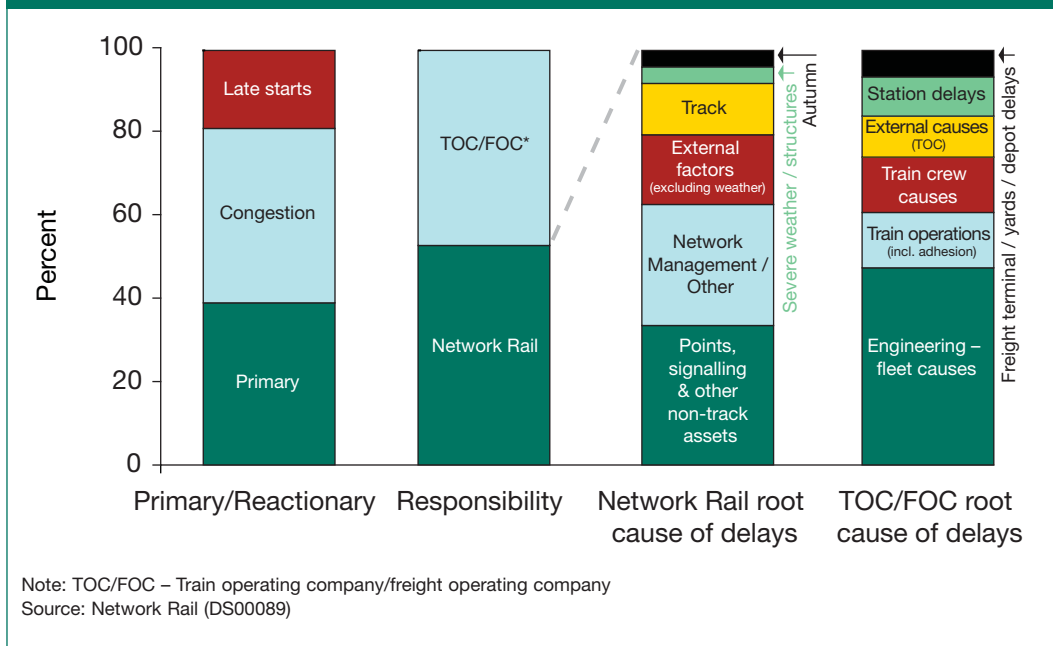 100
80
60
40
20
0
Percent
Late starts
Congestion
Primary
TOC/FOC*
Network Rail
Track
External
factors
(excluding weather)
Network
Management /
Other
Points,
signalling
& other
non-track
assets
Severe weather / structures
Autumn
Station delays
External causes
(TOC)
Train crew
causes
Train operations
(incl. adhesion)
Engineering –
fleet causes
Freight terminal / yards / depot delays
Primary/Reactionary
Responsibility
Network Rail root
cause of delays
TOC/FOC root
cause of delays
Note: TOC/FOC – Train operating company/freight operating company
Source: Network Rail (DS00089)